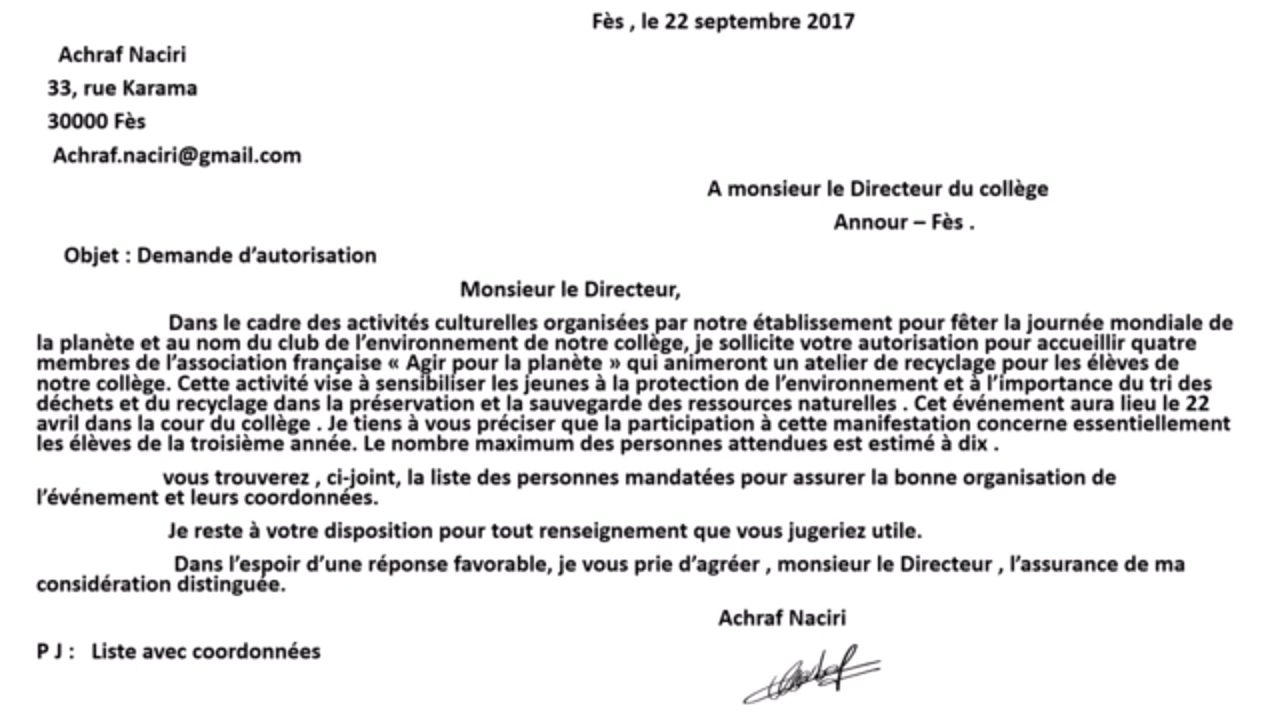 Fès , le 22 septembre 2017
Achraf Naciri
33, rue Karama
30000 Fès
Achraf.naciri@gmail.com
A monsieur le Directeur du collège
Annour – Fès .
Objet : Demande d’autorisation
Monsieur le Directeur,
Dans le cadre des activités culturelles organisées par notre établissement pour fêter la journée mondiale de
la planète et au nom du club de l’environnement de notre collège, je sollicite votre autorisation pour accueillir quatre
membres de l’association française « Agir pour la planète » qui animeront un atelier de recyclage pour les élèves de
notre collège. Cette activité vise à sensibiliser les jeunes à la protection de l’environnement et à l’importance du tri des
déchets et du recyclage dans la préservation et la sauvegarde des ressources naturelles . Cet événement aura lieu le 22
avril dans la cour du collège . Je tiens à vous préciser que la participation à cette manifestation concerne essentiellement
les élèves de la troisième année. Le nombre maximum des personnes attendues est estimé à dix .
vous trouverez , ci-joint, la liste des personnes mandatées pour assurer la bonne organisation de
l’événement et leurs coordonnées.
Je reste à votre disposition pour tout renseignement que vous jugeriez utile.
Dans l’espoir d’une réponse favorable, je vous prie d’agréer , monsieur le Directeur , l’assurance de ma
considération distinguée.
Achraf Naciri
P J : Liste avec coordonnées